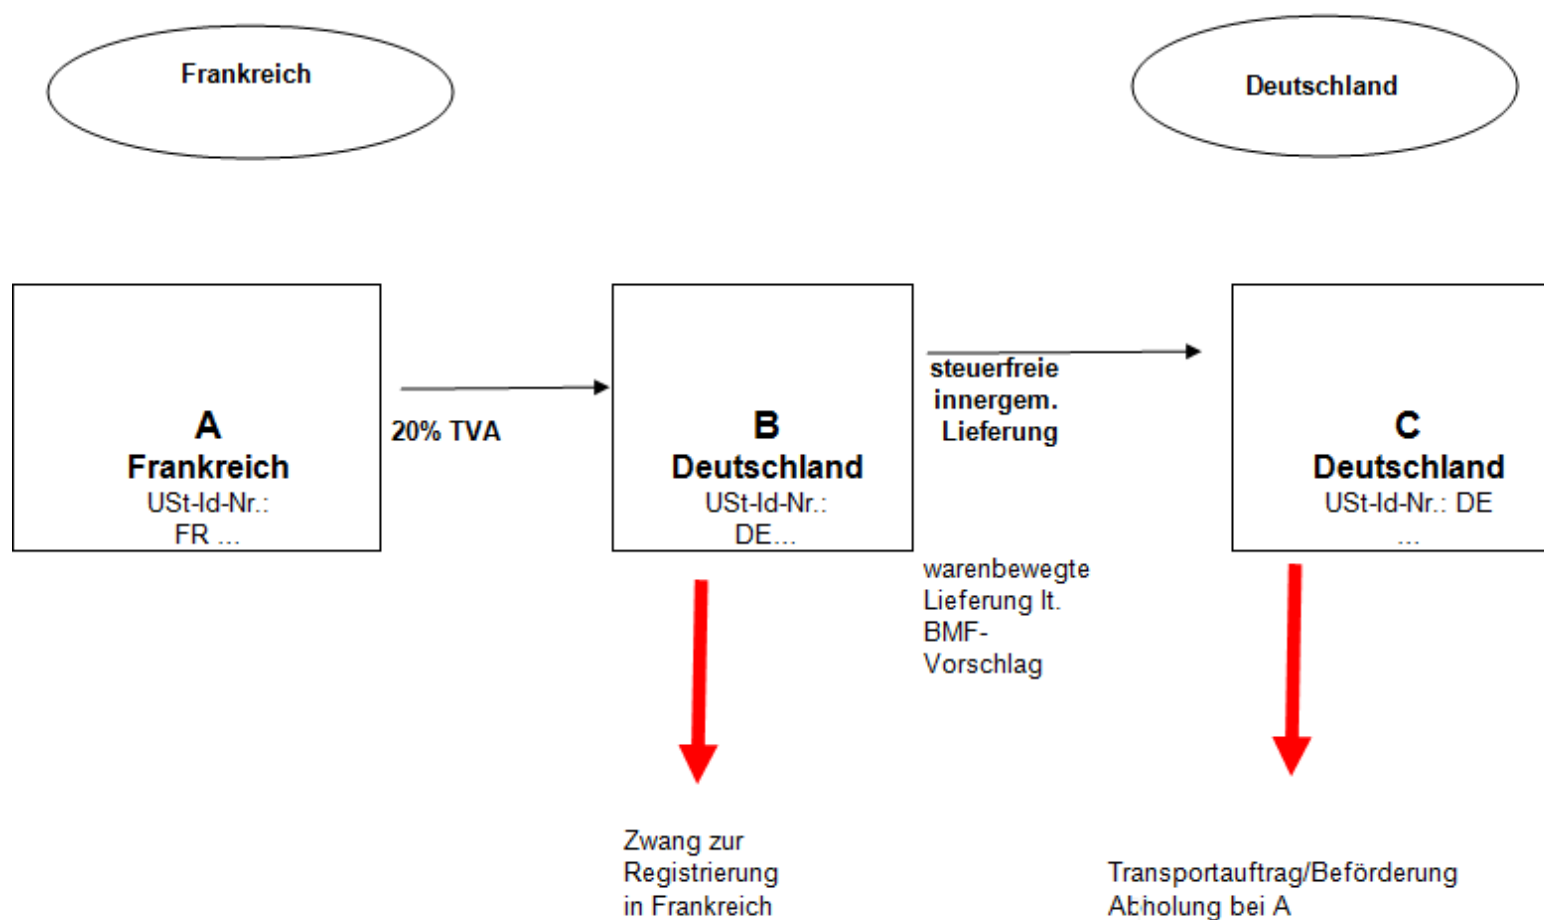 Frankreich
Deutschland
A
Frankreich
USt-Id-Nr.:
FR ...
20% TVA
B
Deutschland
USt-Id-Nr.:
DE...
steuerfreie
innergem.
Lieferung
C
Deutschland
USt-Id-Nr.: DE
...
warenbewegte
Lieferung lt.
BMF-
Vorschlag
Zwang zur
Registrierung
in Frankreich
Transportauftrag/Beförderung
Abholung bei A